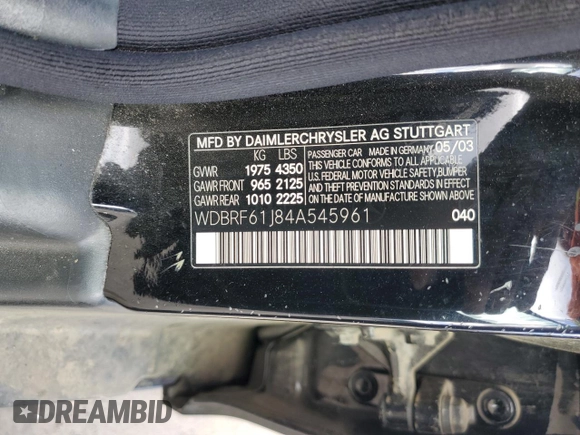 MFD BY DAIMLERCHRYSLER AG STUTTGART
KG LBS
GVWR 1975 4350
GAWR FRONT 965 2125
GAWR REAR 1010 2225
PASSENGER CAR MADE IN GERMANY 05/03
THIS VEHICLE CONFORMS TO ALL APPLICABLE
U.S. FEDERAL MOTOR VEHICLE SAFETY, BUMPER
AND THEFT PREVENTION STANDARDS IN EFFECT
ON THE DATE OF MANUFACTURE SHOWN ABOVE
WDBRF61J84A545961 040
DREAMBID